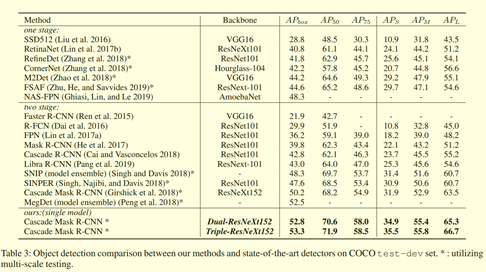 Method Backbone APbox AP50 AP75 APS APM APL
one stage:
SSD512 (Liu et al. 2016) VGG16 28.8 48.5 30.3 10.9 31.8 43.5
RetinaNet (Lin et al. 2017b) ResNeXt101 40.8 61.1 44.1 24.1 44.2 51.2
RefineDet (Zhang et al. 2018)* ResNet101 41.8 62.9 45.7 25.6 45.1 54.1
CornerNet (Zhang et al. 2018)* Hourglass-104 42.2 57.8 45.2 20.7 44.8 56.6
M2Det (Zhao et al. 2018)* VGG16 44.2 64.6 49.3 29.2 47.9 55.1
FSAF (Zhu, He, and Savvides 2019)* ResNext-101 44.6 65.2 48.6 29.7 47.1 54.6
NAS-FPN (Ghiasi, Lin, and Le 2019) AmoebaNet 48.3 - - - - -
two stage:
Faster R-CNN (Ren et al. 2015) VGG16 21.9 42.7 - - - -
R-FCN (Dai et al. 2016) ResNet101 29.9 51.9 - 10.8 32.8 45.0
FPN (Lin et al. 2017a) ResNet101 36.2 59.1 39.0 18.2 39.0 48.2
Mask R-CNN (He et al. 2017) ResNet101 39.8 62.3 43.4 22.1 43.2 51.2
Cascade R-CNN (Cai and Vasconcelos 2018) ResNet101 42.8 62.1 46.3 23.7 45.5 55.2
Libra R-CNN (Pang et al. 2019) ResNext-101 43.0 64.0 47.0 25.3 45.6 54.6
SNIP (model ensemble) (Singh and Davis 2018)* - 48.3 69.7 53.7 31.4 51.6 60.7
SINPER (Singh, Najibi, and Davis 2018)* ResNet101 47.6 68.5 53.4 30.9 50.6 60.7
Cascade Mask R-CNN (Girshick et al. 2018)* ResNeXt152 50.2 68.2 54.9 31.9 52.9 63.5
MegDet (model ensemble) (Peng et al. 2018)* - 52.5 - - - - -
ours:(single model)
Cascade Mask R-CNN * Dual-ResNeXt152 52.8 70.6 58.0 34.9 55.4 65.3
Cascade Mask R-CNN * Triple-ResNeXt152 53.3 71.9 58.5 35.5 55.8 66.7
Table 3: Object detection comparison between our methods and state-of-the-art detectors on COCO test-dev set. * : utilizing
multi-scale testing.